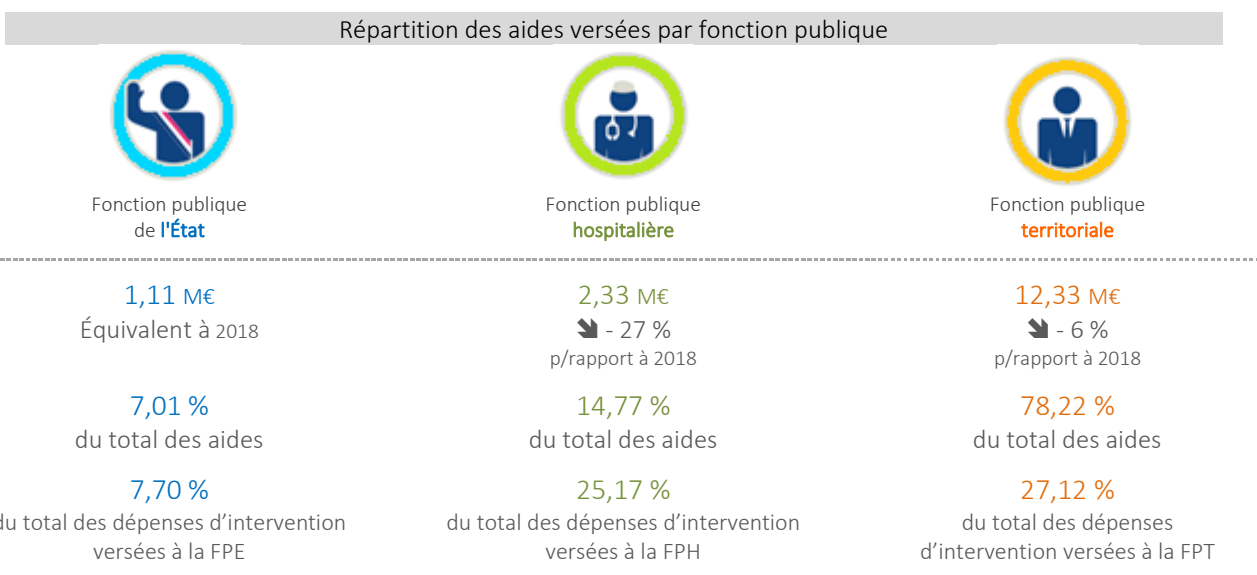 Répartition des aides versées par fonction publique
Fonction publique
de l'État
Fonction publique
hospitalière
Fonction publique
territoriale
1,11 M€
Équivalent à 2018
2,33 M€
- 27 %
p/rapport à 2018
12,33 M€
- 6 %
p/rapport à 2018
7,01 %
du total des aides
14,77 %
du total des aides
78,22 %
du total des aides
7,70 %
du total des dépenses d'intervention
versées à la FPE
25,17 %
du total des dépenses d'intervention
versées à la FPH
27,12 %
du total des dépenses
d'intervention versées à la FPT